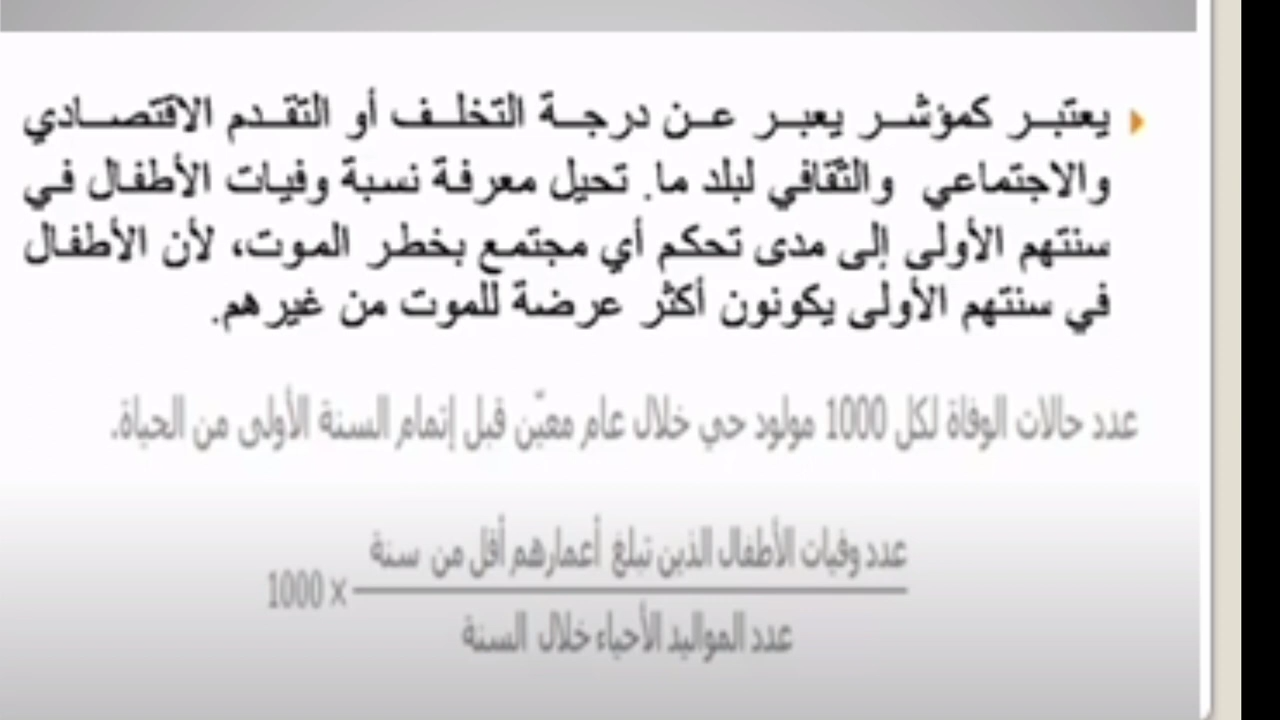 يعتبر كمؤشر يعبر عن درجة التخلف أو التقدم الاقتصادي
والاجتماعي والثقافي لبلد ما. تحيل معرفة نسبة وفيات الأطفال في
سنتهم الأولى إلى مدى تحكم أي مجتمع بخطر الموت، لأن الأطفال
في سنتهم الأولى يكونون أكثر عرضة للموت من غيرهم.
عدد حالات الوفاة لكل 1000 مولود حي خلال عام معيّن قبل إتمام السنة الأولى من الحياة.
عدد وفيات الأطفال الذين تبلغ أعمارهم أقل من سنة
× 1000
عدد المواليد الأحياء خلال السنة